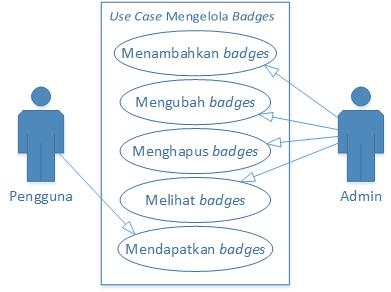 Use Case Mengelola Badges
Menambahkan badges
Mengubah badges
Menghapus badges
Melihat badges
Mendapatkan badges
Pengguna
Admin